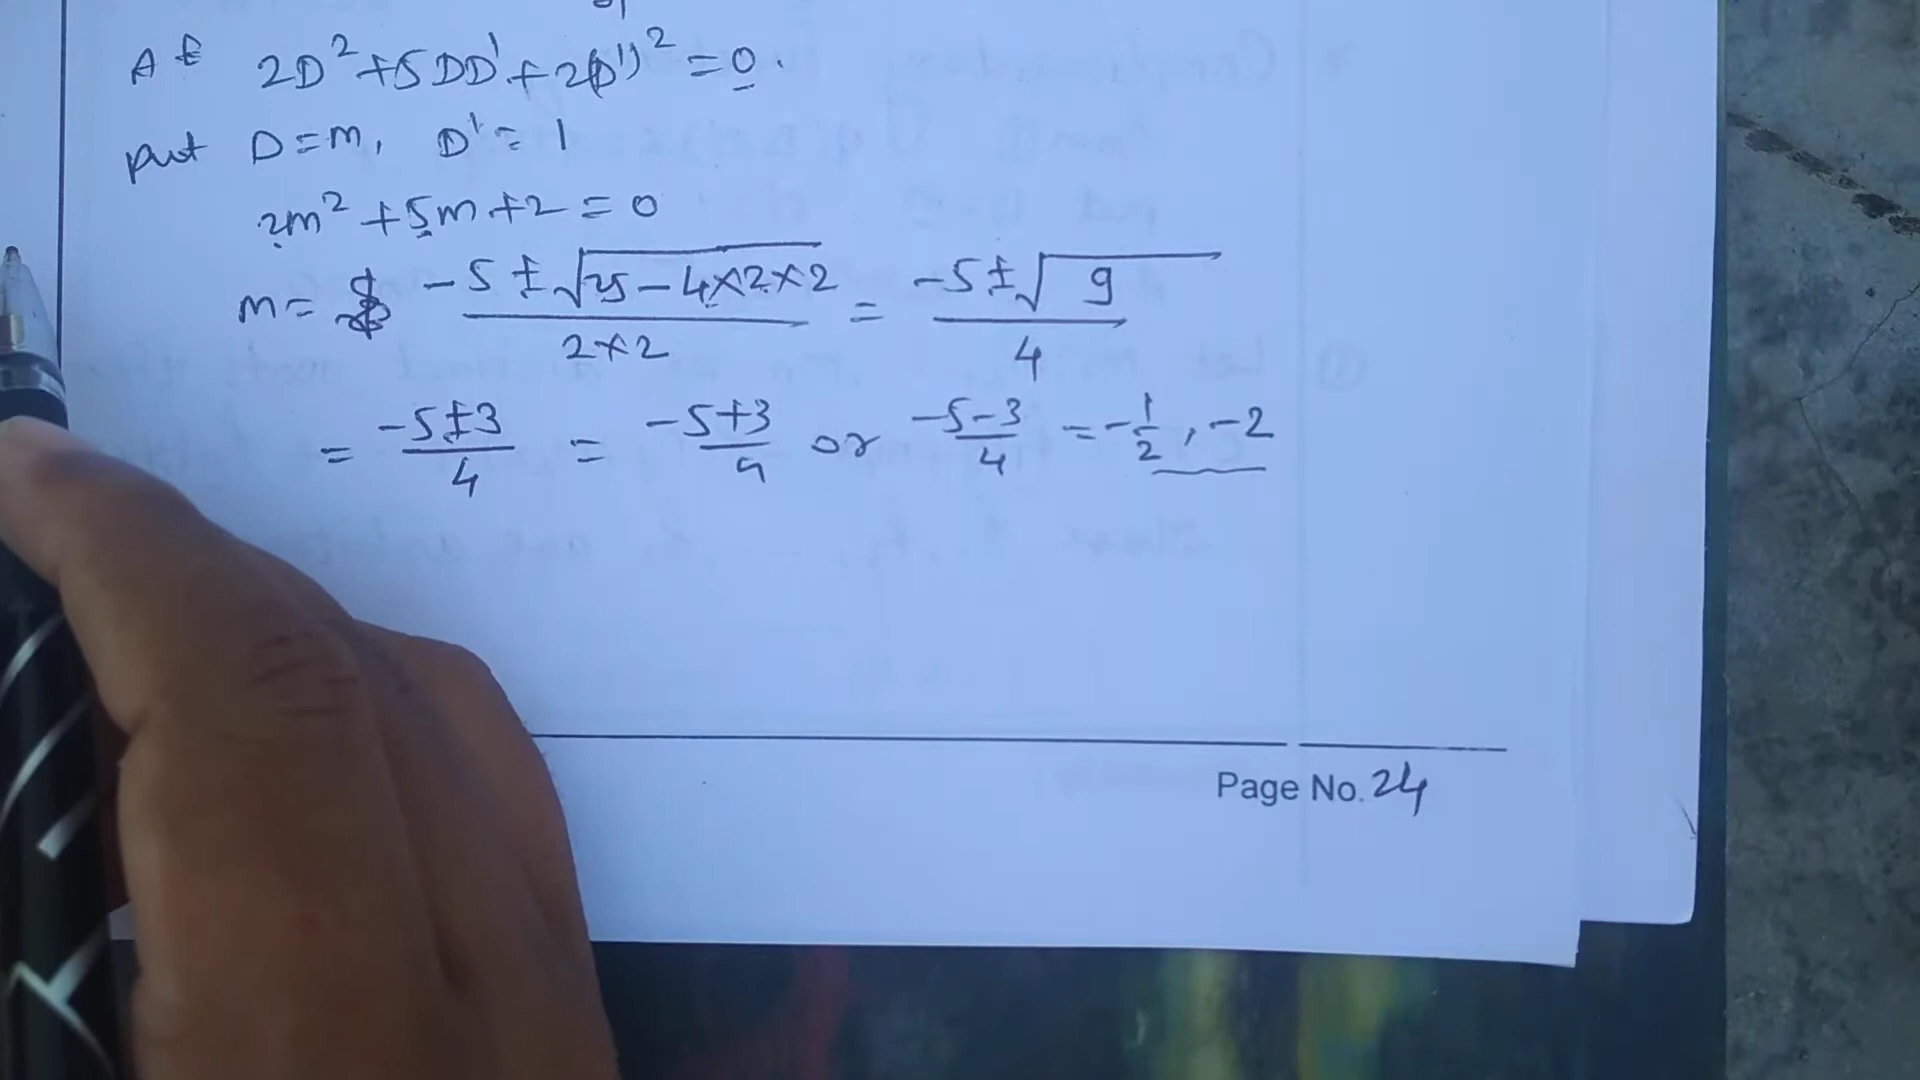 A E 2D² + 5DD' + 2(D')² = 0.
put D = m, D' = 1
2m² + 5m + 2 = 0
m = -5 ± √25 - 4×2×2 / 2×2 = -5 ± √9 / 4
= -5±3 / 4 = -5+3 / 4 or -5-3 / 4 = -1/2, -2
Page No. 24